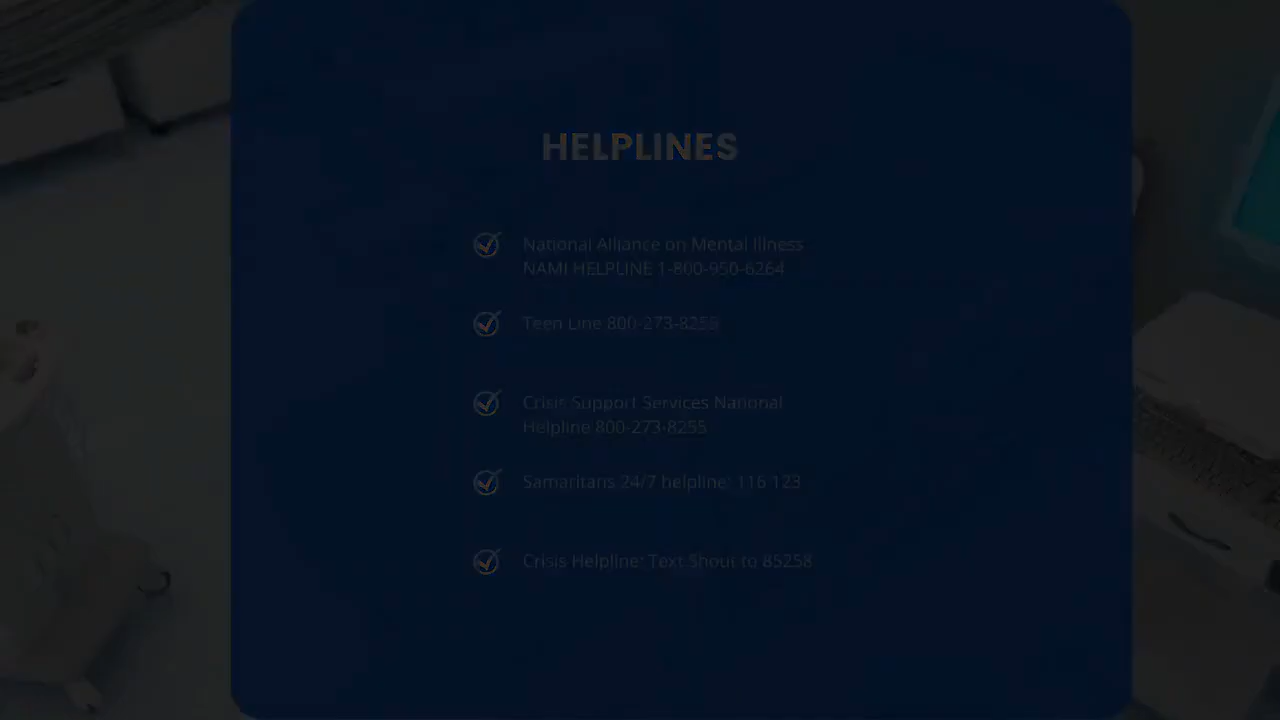 HELPLINES
National Alliance on Mental Illness
NAMI HELPLINE 1-800-950-6264
Teen Line 800-273-8255
Crisis Support Services National
Helpline 800-273-8255
Samaritans 24/7 helpline: 116 123
Crisis Helpline: Text Shout to 85258